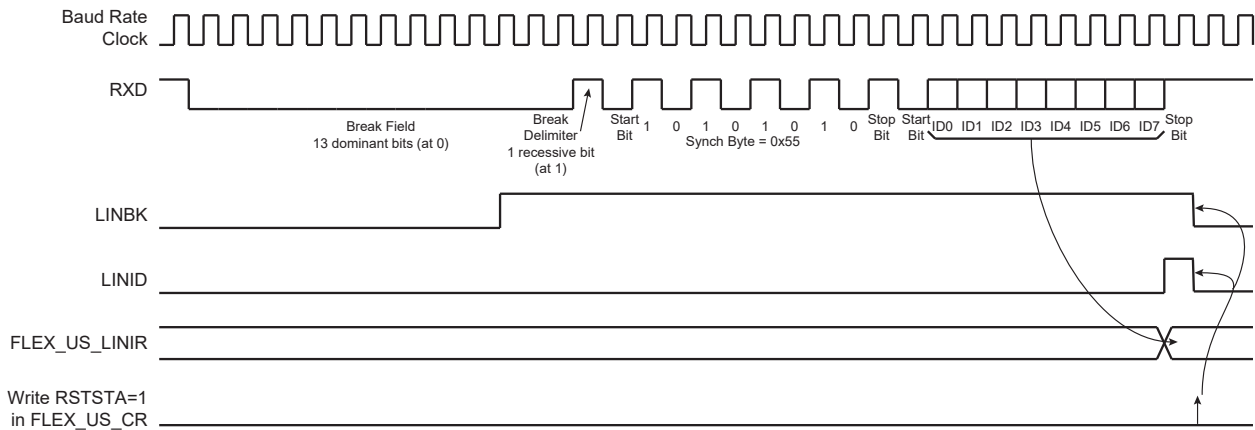 Baud Rate
Clock
RXD
Break Field
13 dominant bits (at 0)
Break
Delimiter
1 recessive bit
(at 1)
Start
Bit
1 0 1 0 1 0 1 0
Synch Byte = 0x55
Stop
Bit
Start
Bit
ID0 ID1 ID2 ID3 ID4 ID5 ID6 ID7
Stop
Bit
LINBK
LINID
FLEX_US_LINIR
Write RSTSTA=1
in FLEX_US_CR